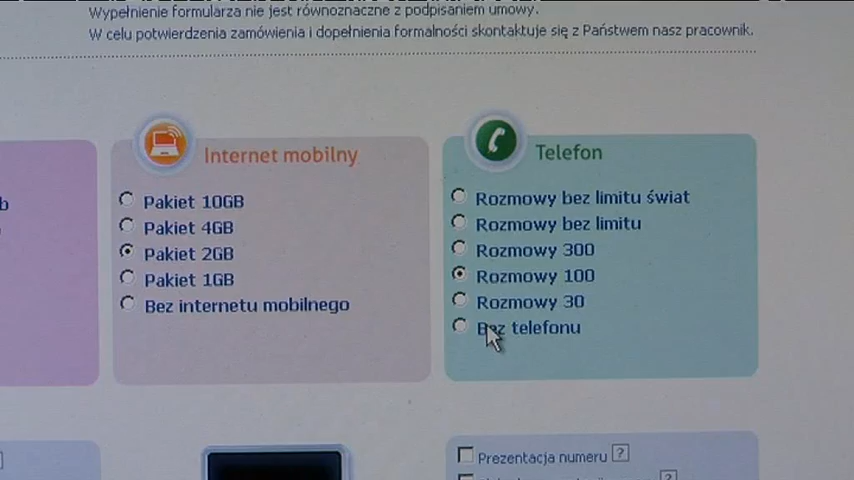 Wypełnienie formularza nie jest równoznaczne z podpisaniem umowy.
W celu potwierdzenia zamówienia i dopełnienia formalności skontaktuje się z Państwem nasz pracownik.
Internet mobilny
Pakiet 10GB
Pakiet 4GB
Pakiet 2GB
Pakiet 1GB
Bez internetu mobilnego
Telefon
Rozmowy bez limitu świat
Rozmowy bez limitu
Rozmowy 300
Rozmowy 100
Rozmowy 30
Bez telefonu
b
Prezentacja numeru ?
?